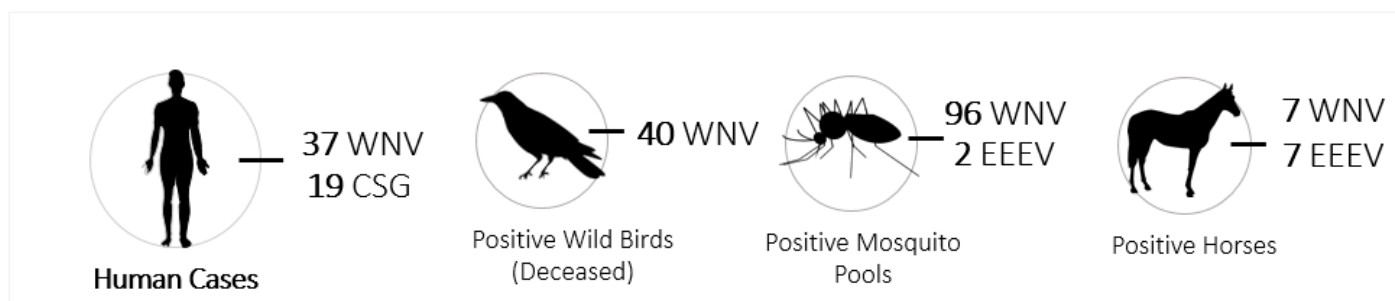 37 WNV
19 CSG
Human Cases
40 WNV
Positive Wild Birds
(Deceased)
96 WNV
2 EEEV
Positive Mosquito
Pools
7 WNV
7 EEEV
Positive Horses